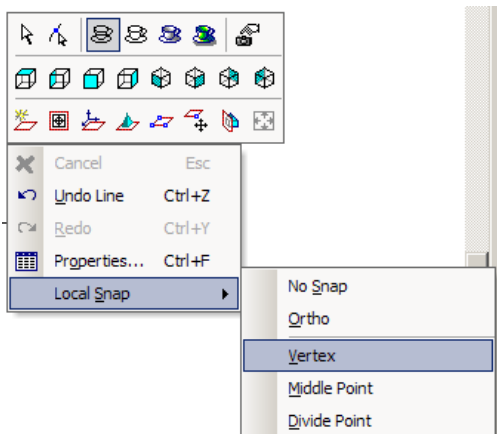 Cancel Esc
Undo Line Ctrl+Z
Redo Ctrl+Y
Properties... Ctrl+F
Local Snap
No Snap
Ortho
Vertex
Middle Point
Divide Point